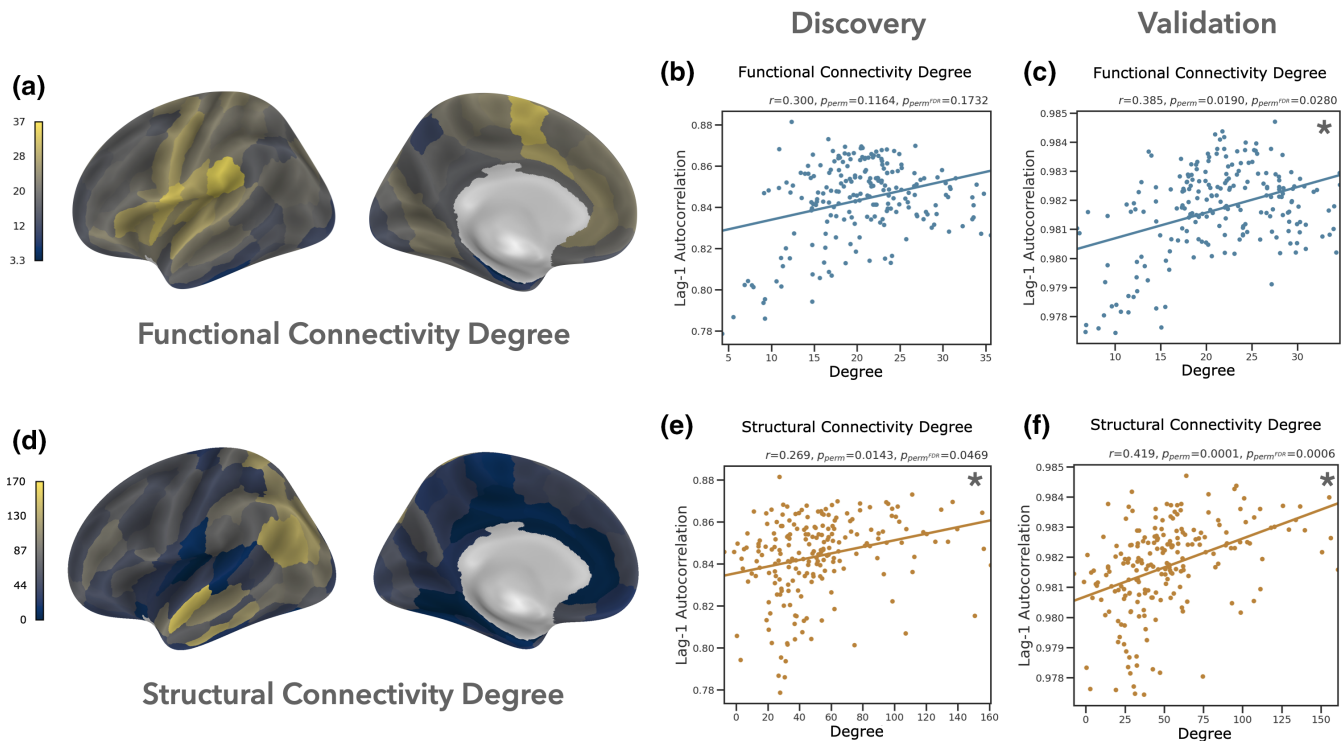 Discovery
Validation
(a)
37
28
20
12
3.3
Functional Connectivity Degree
(b)
Functional Connectivity Degree
r=0.300, p_perm=0.1164, p_perm^FDR=0.1732
Lag-1 Autocorrelation
0.88
0.86
0.84
0.82
0.80
0.78
5 10 15 20 25 30 35
Degree
(c)
Functional Connectivity Degree
r=0.385, p_perm=0.0190, p_perm^FDR=0.0280
*
Lag-1 Autocorrelation
0.985
0.984
0.983
0.982
0.981
0.980
0.979
0.978
10 15 20 25 30
Degree
(d)
170
130
87
44
0
Structural Connectivity Degree
(e)
Structural Connectivity Degree
r=0.269, p_perm=0.0143, p_perm^FDR=0.0469
*
Lag-1 Autocorrelation
0.88
0.86
0.84
0.82
0.80
0.78
0 20 40 60 80 100 120 140 160
Degree
(f)
Structural Connectivity Degree
r=0.419, p_perm=0.0001, p_perm^FDR=0.0006
*
Lag-1 Autocorrelation
0.985
0.984
0.983
0.982
0.981
0.980
0.979
0.978
0 25 50 75 100 125 150
Degree